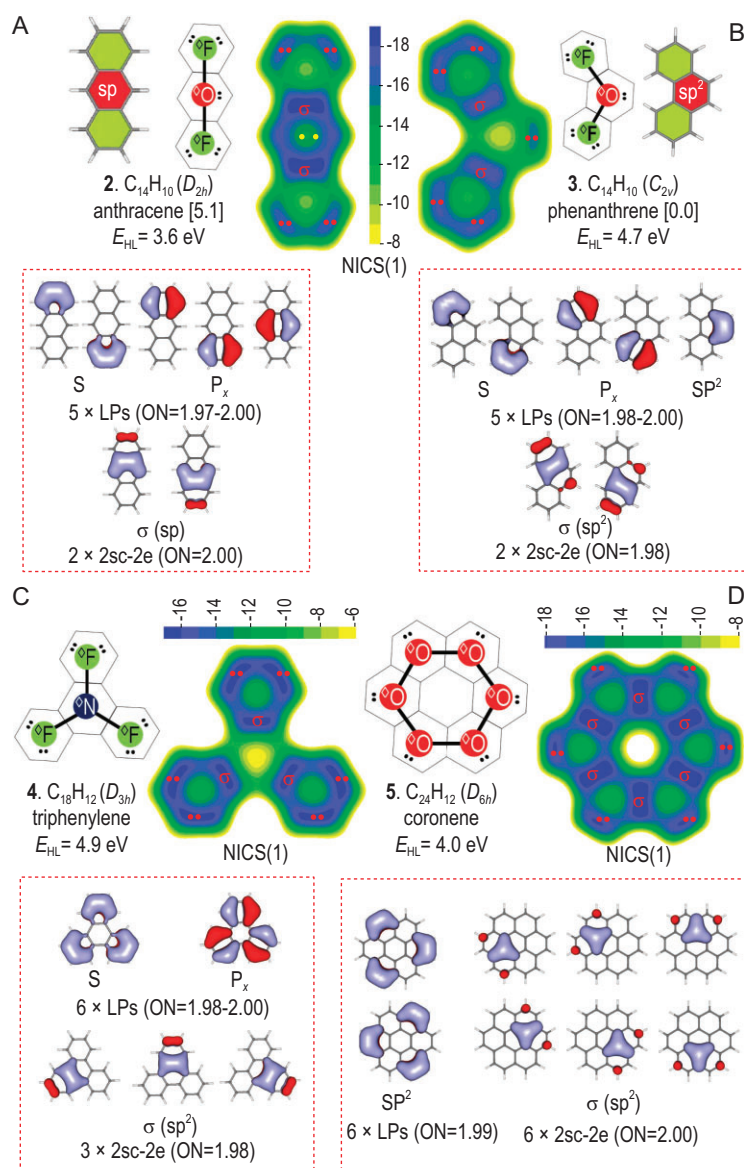 A
B
sp
◊F
◊O
◊F
2. C₁₄H₁₀ (D₂ₕ)
anthracene [5.1]
E_HL = 3.6 eV
σ
σ
-18
-16
-14
-12
-10
-8
NICS(1)
σ
σ
◊F
◊O
◊F
sp²
3. C₁₄H₁₀ (C₂ᵥ)
phenanthrene [0.0]
E_HL = 4.7 eV
S
Pₓ
5 × LPs (ON=1.97-2.00)
σ (sp)
2 × 2sc-2e (ON=2.00)
S
Pₓ
SP²
5 × LPs (ON=1.98-2.00)
σ (sp²)
2 × 2sc-2e (ON=1.98)
C
D
-16
-14
-12
-10
-8
-6
◊F
◊N
◊F
◊F
4. C₁₈H₁₂ (D₃ₕ)
triphenylene
E_HL = 4.9 eV
σ
σ
σ
NICS(1)
◊O
◊O
◊O
◊O
◊O
◊O
5. C₂₄H₁₂ (D₆ₕ)
coronene
E_HL = 4.0 eV
-18
-16
-14
-12
-10
-8
σ
σ
σ
σ
σ
σ
NICS(1)
S
Pₓ
6 × LPs (ON=1.98-2.00)
σ (sp²)
3 × 2sc-2e (ON=1.98)
SP²
6 × LPs (ON=1.99)
σ (sp²)
6 × 2sc-2e (ON=2.00)